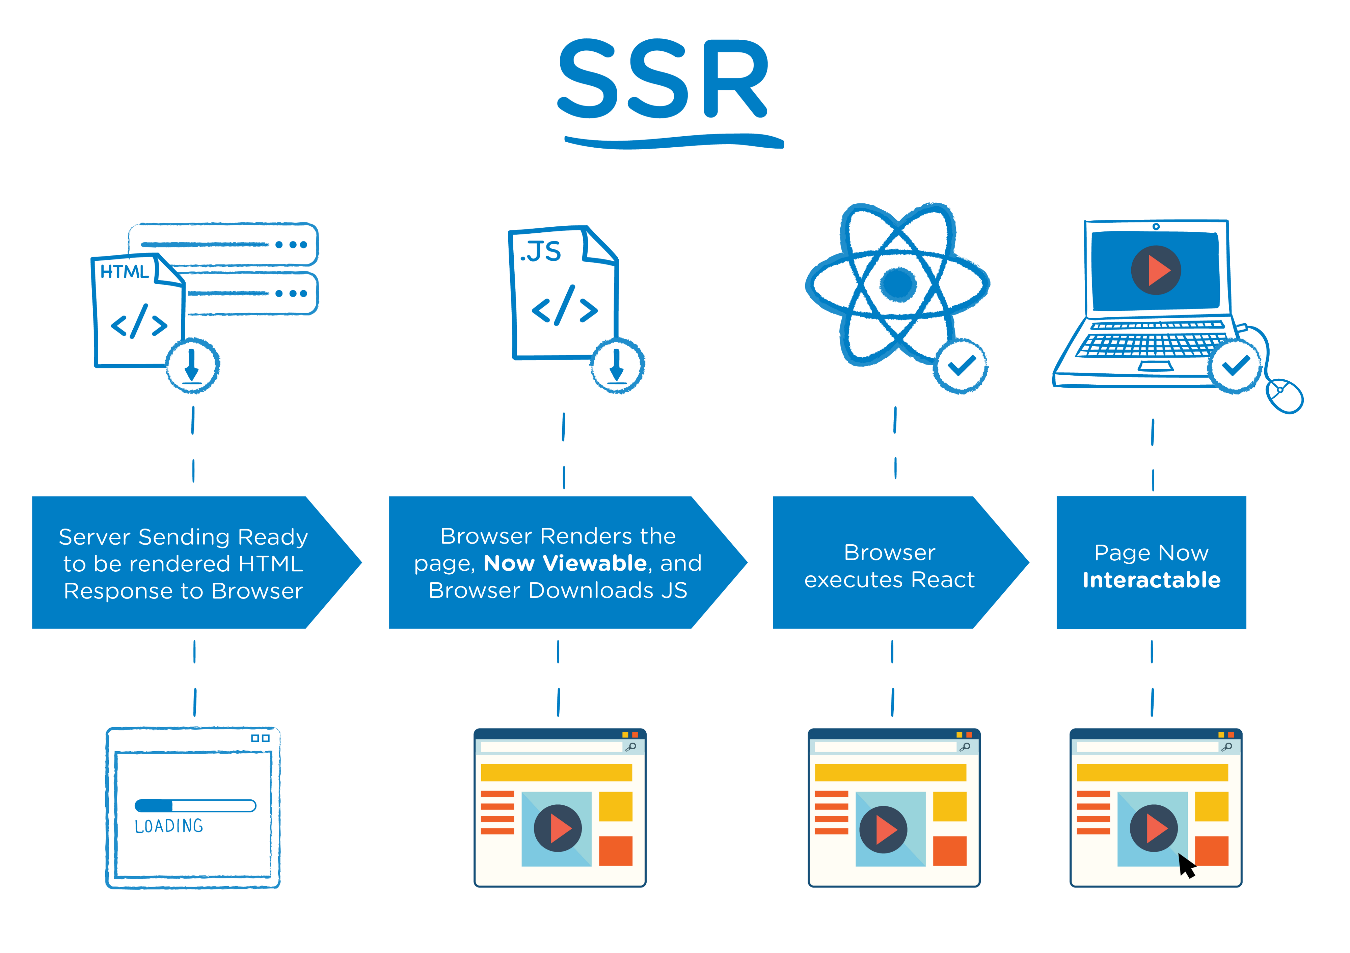 SSR
HTML
</>
.JS
</>
Server Sending Ready
to be rendered HTML
Response to Browser
Browser Renders the
page, Now Viewable, and
Browser Downloads JS
Browser
executes React
Page Now
Interactable
LOADING